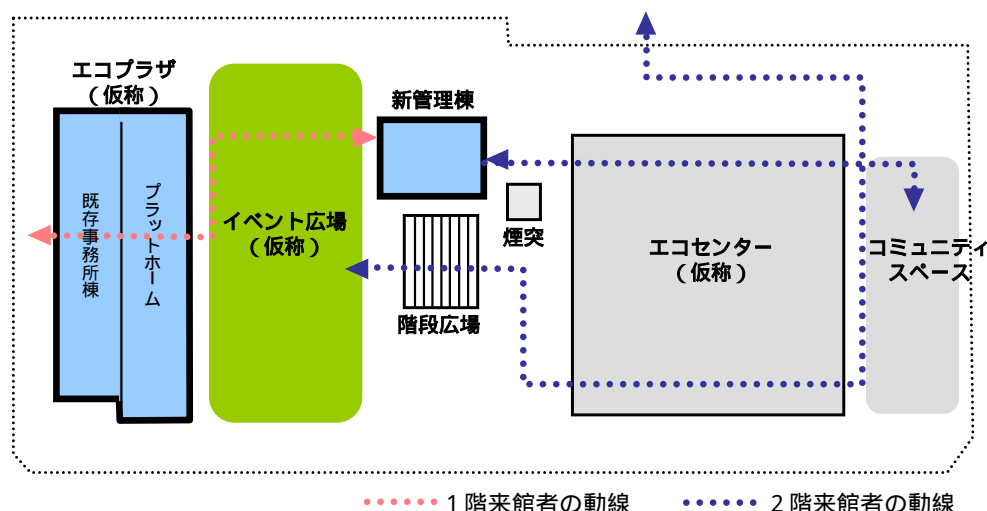 エコプラザ
（仮称）
新管理棟
既存事務所棟
プラットホーム
イベント広場
（仮称）
煙突
階段広場
エコセンター
（仮称）
コミュニティ
スペース
１階来館者の動線
２階来館者の動線